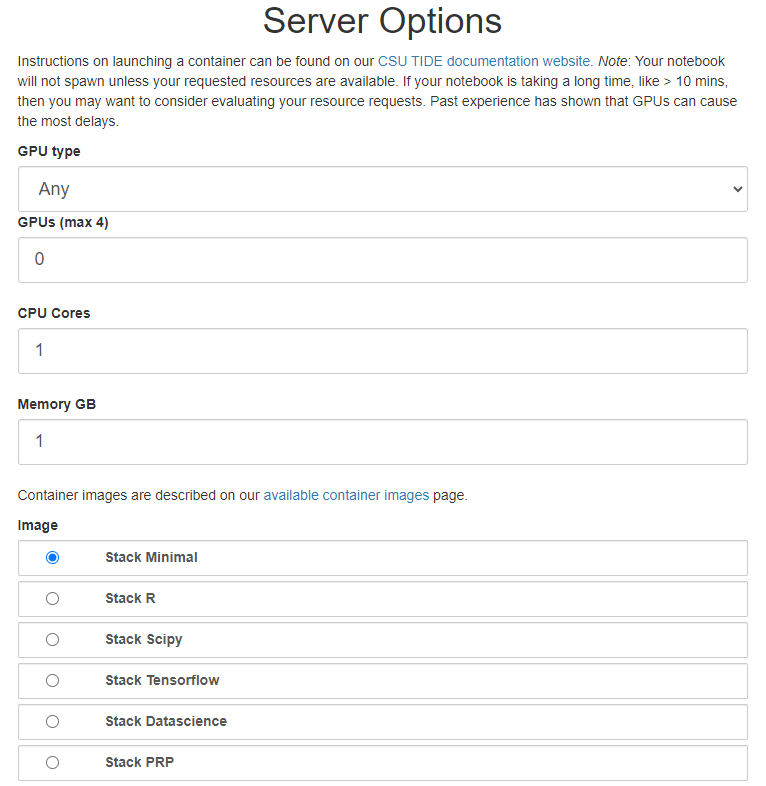 Server Options
Instructions on launching a container can be found on our CSU TIDE documentation website. Note: Your notebook
will not spawn unless your requested resources are available. If your notebook is taking a long time, like > 10 mins,
then you may want to consider evaluating your resource requests. Past experience has shown that GPUs can cause
the most delays.
GPU type
Any
GPUs (max 4)
0
CPU Cores
1
Memory GB
1
Container images are described on our available container images page.
Image
Stack Minimal
Stack R
Stack Scipy
Stack Tensorflow
Stack Datascience
Stack PRP